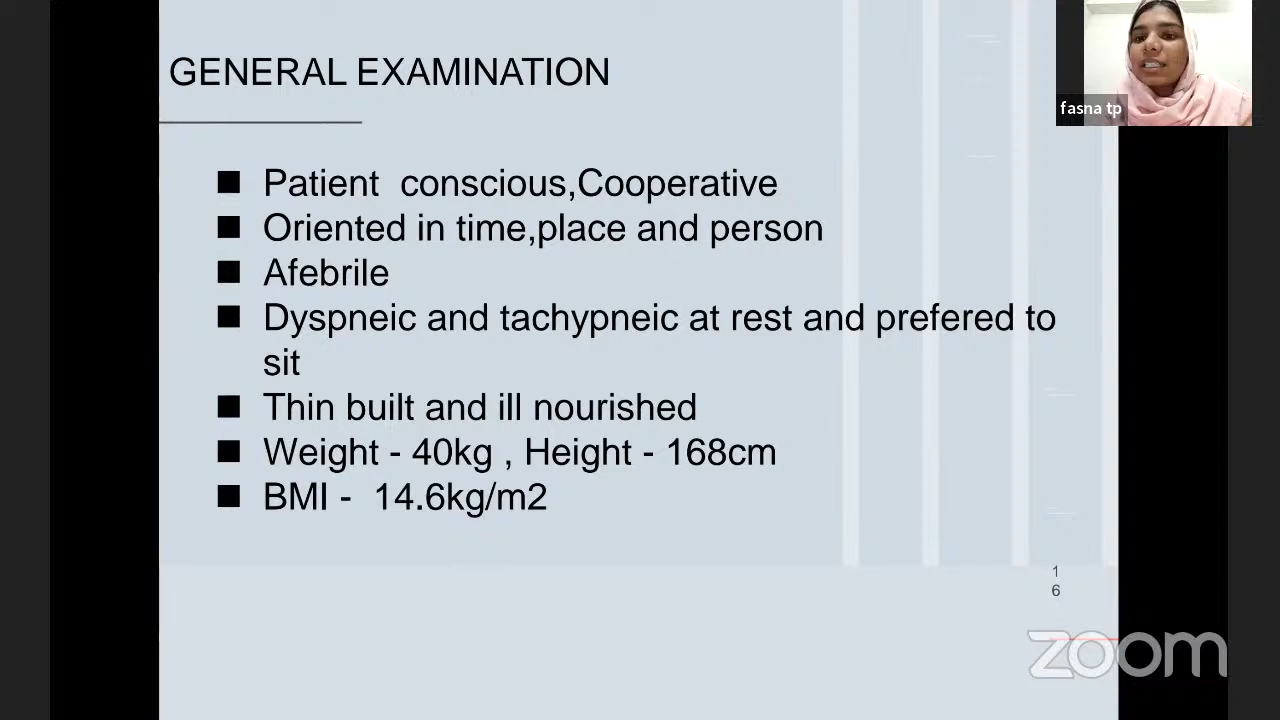 GENERAL EXAMINATION
fasna tp
■ Patient  conscious,Cooperative
■ Oriented in time,place and person
■ Afebrile
■ Dyspneic and tachypneic at rest and prefered to
sit
■ Thin built and ill nourished
■ Weight - 40kg , Height - 168cm
■ BMI -  14.6kg/m2
1
6
zoom